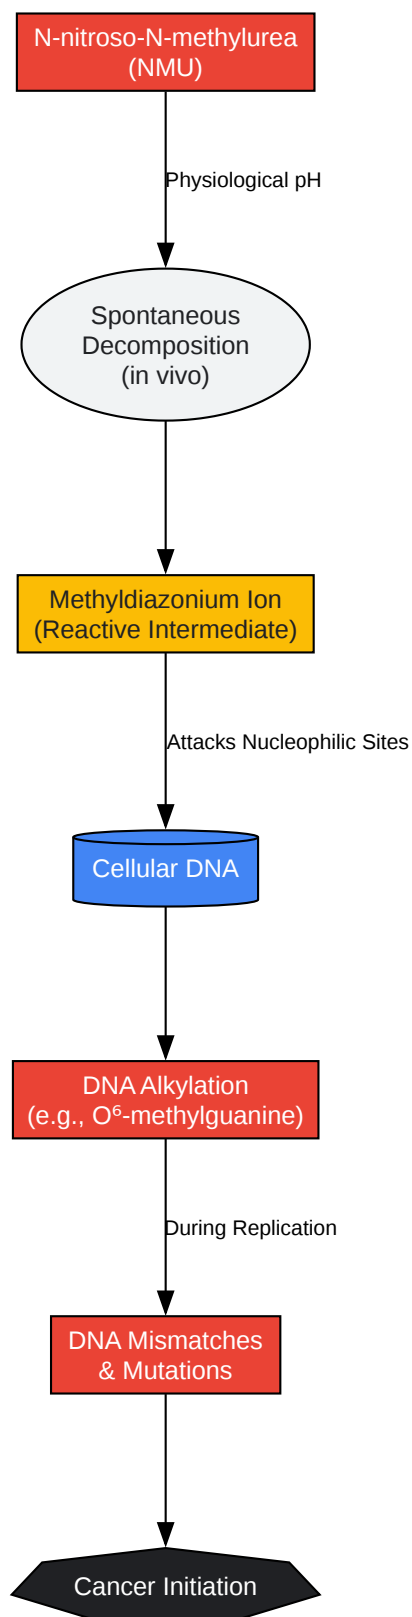 N-nitroso-N-methylurea
(NMU)
Physiological pH
Spontaneous
Decomposition
(in vivo)
Methyldiazonium Ion
(Reactive Intermediate)
Attacks Nucleophilic Sites
Cellular DNA
DNA Alkylation
(e.g., O⁶-methylguanine)
During Replication
DNA Mismatches
& Mutations
Cancer Initiation